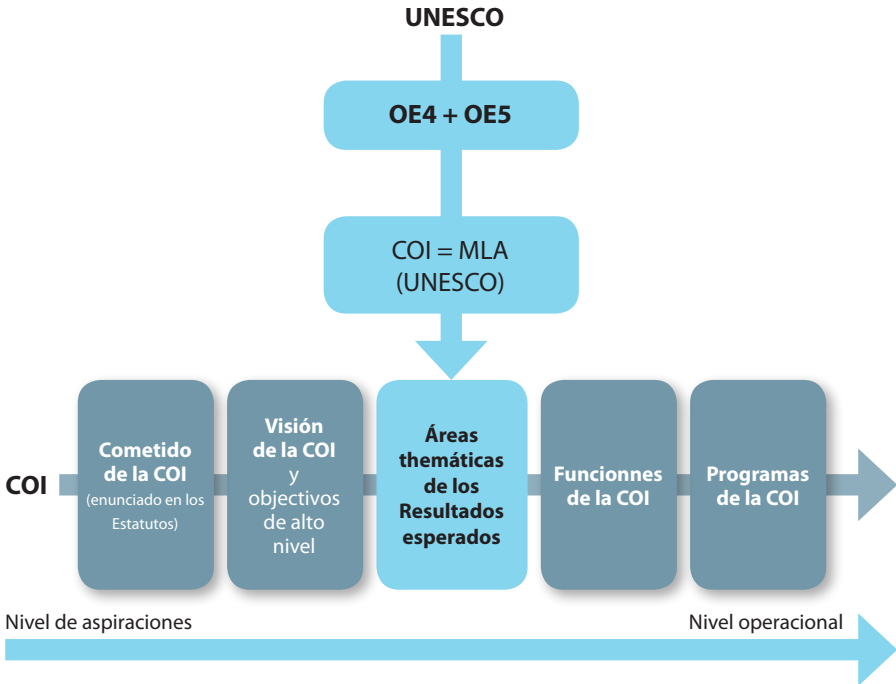 UNESCO
OE4 + OE5
COI = MLA
(UNESCO)
COI
Cometido
de la COI
(enunciado en los
Estatutos)
Visión
de la COI
y
objectivos
de alto
nivel
Áreas
themáticas
de los
Resultados
esperados
Funcionnes
de la COI
Programas
de la COI
Nivel de aspiraciones
Nivel operacional